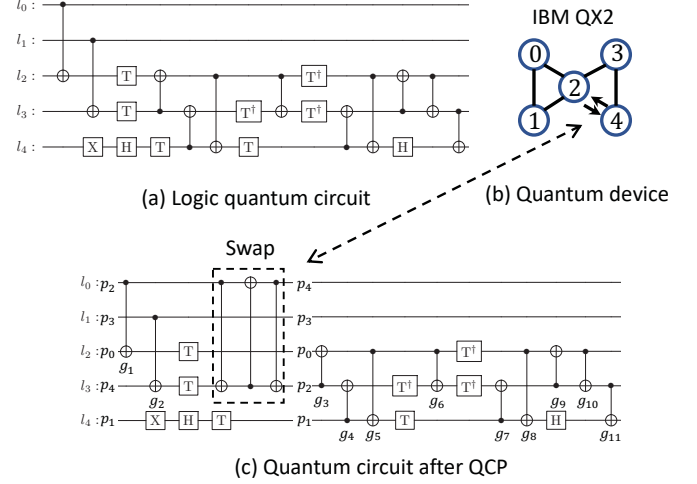 l₀ :
IBM QX2
l₁ :
0 3
l₂ : T T†
2
l₃ : T T† T†
1 4
l₄ : X H T T H
(a) Logic quantum circuit
(b) Quantum device
Swap
l₀ :p₂ p₄
l₁ :p₃ p₃
l₂ :p₀ T p₀ T†
g₁
l₃ :p₄ T p₂ T† T†
g₂ g₃ g₆ g₉ g₁₀
l₄ :p₁ X H T p₁ T H
g₄ g₅ g₇ g₈ g₁₁
(c) Quantum circuit after QCP